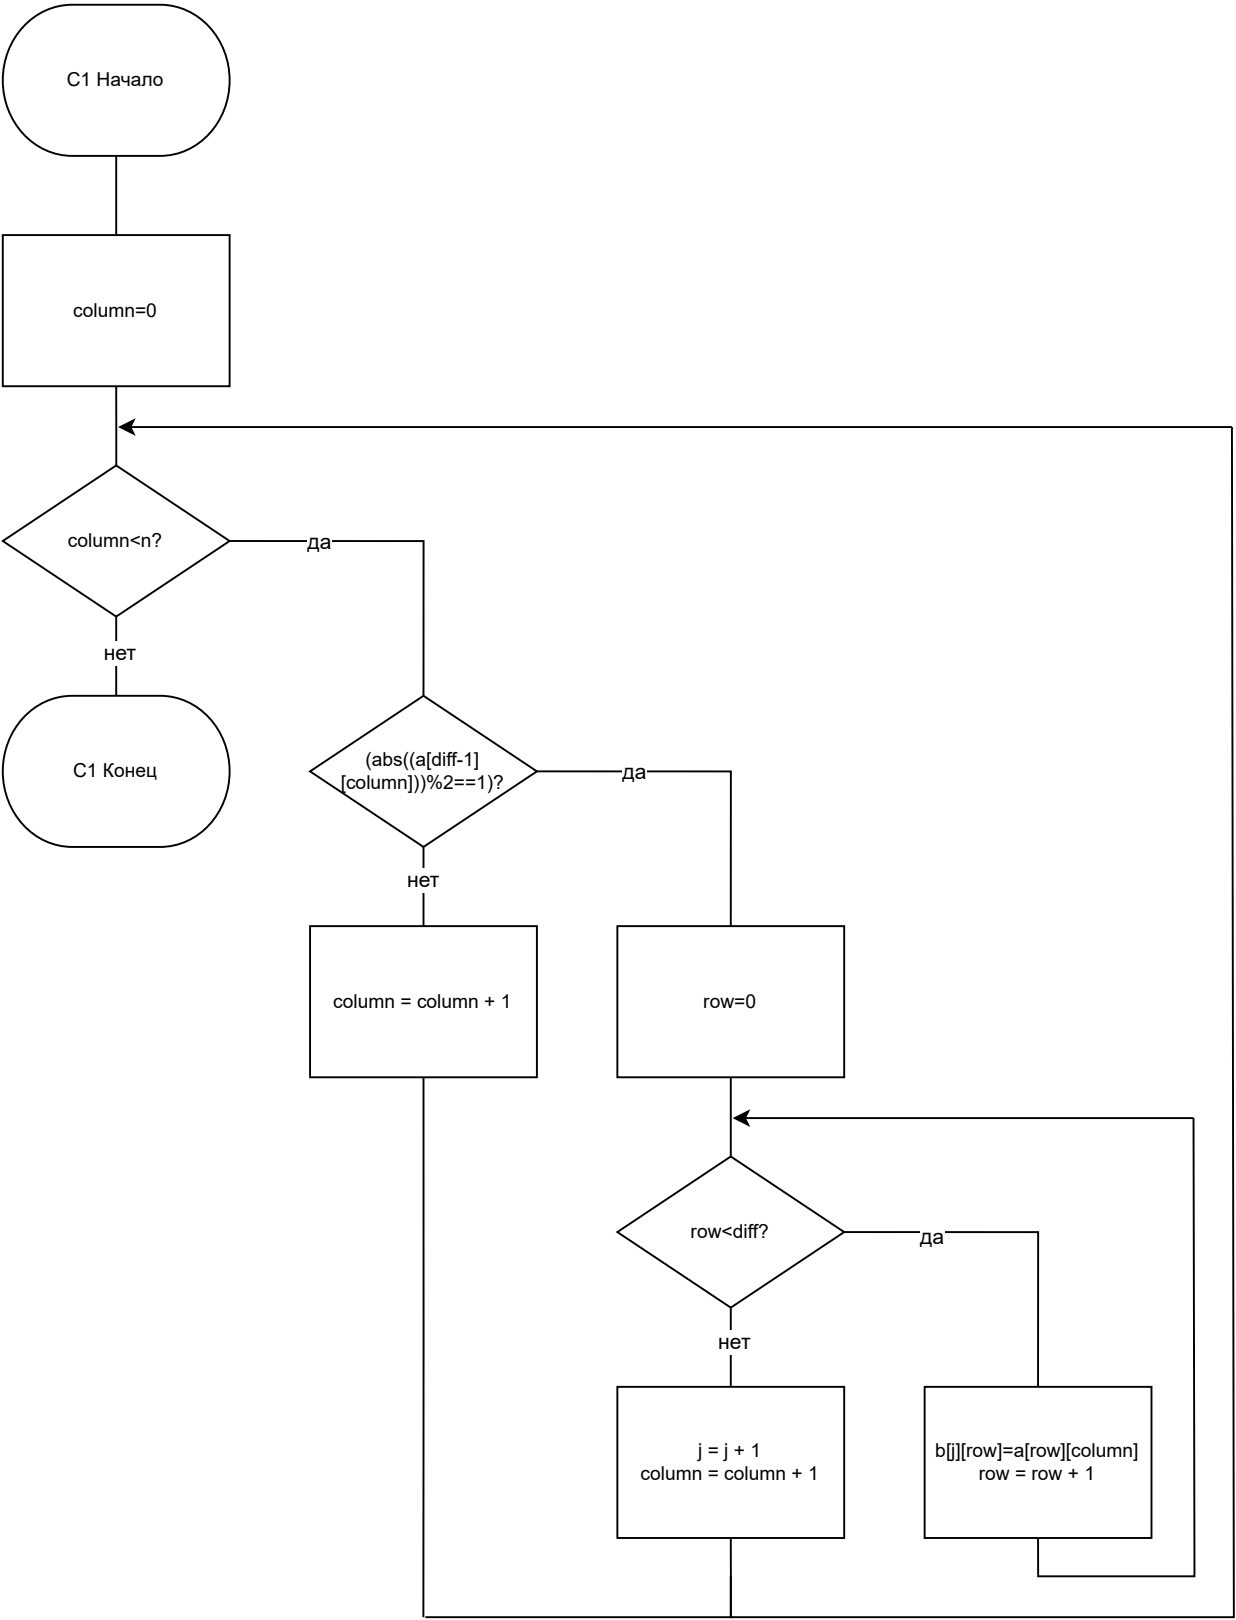 С1 Начало
column=0
column<n?
да
нет
С1 Конец
(abs((a[diff-1]
[column]))%2==1)?
да
нет
column = column + 1
row=0
row<diff?
да
нет
j = j + 1
column = column + 1
b[j][row]=a[row][column]
row = row + 1